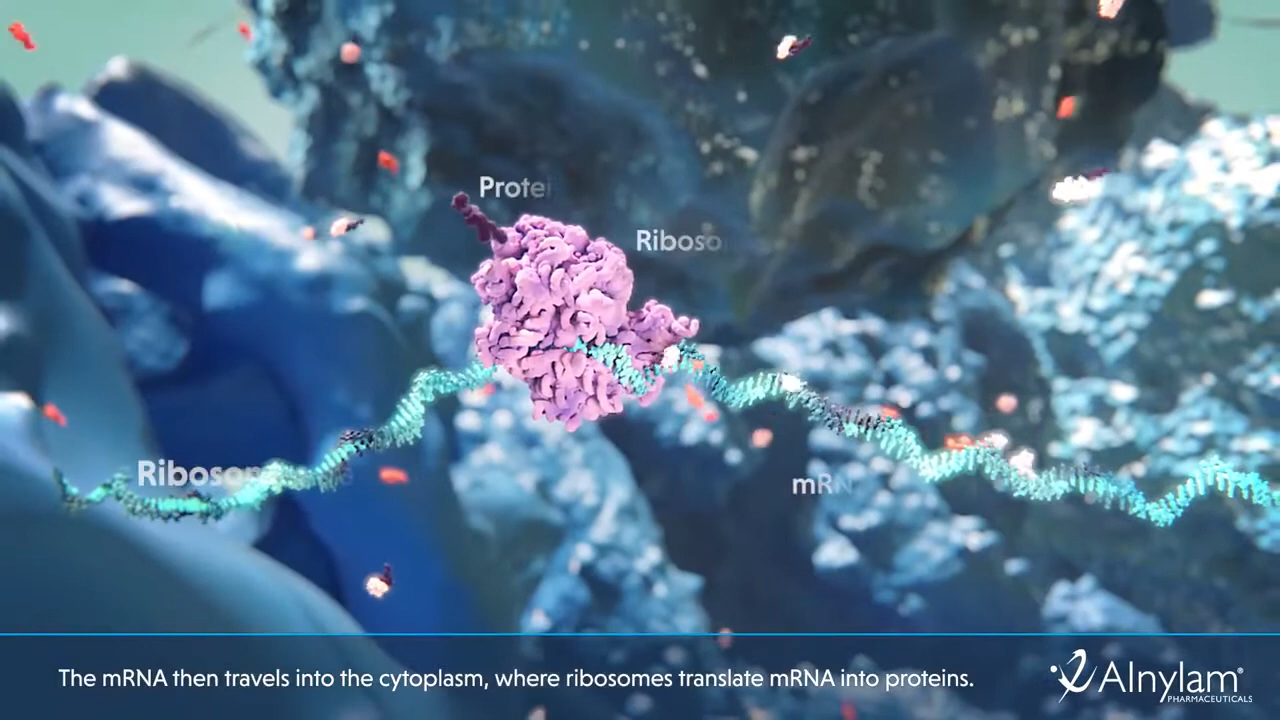 Protei
Riboso
Riboso
mRN
The mRNA then travels into the cytoplasm, where ribosomes translate mRNA into proteins.
Alnylam®
PHARMACEUTICALS